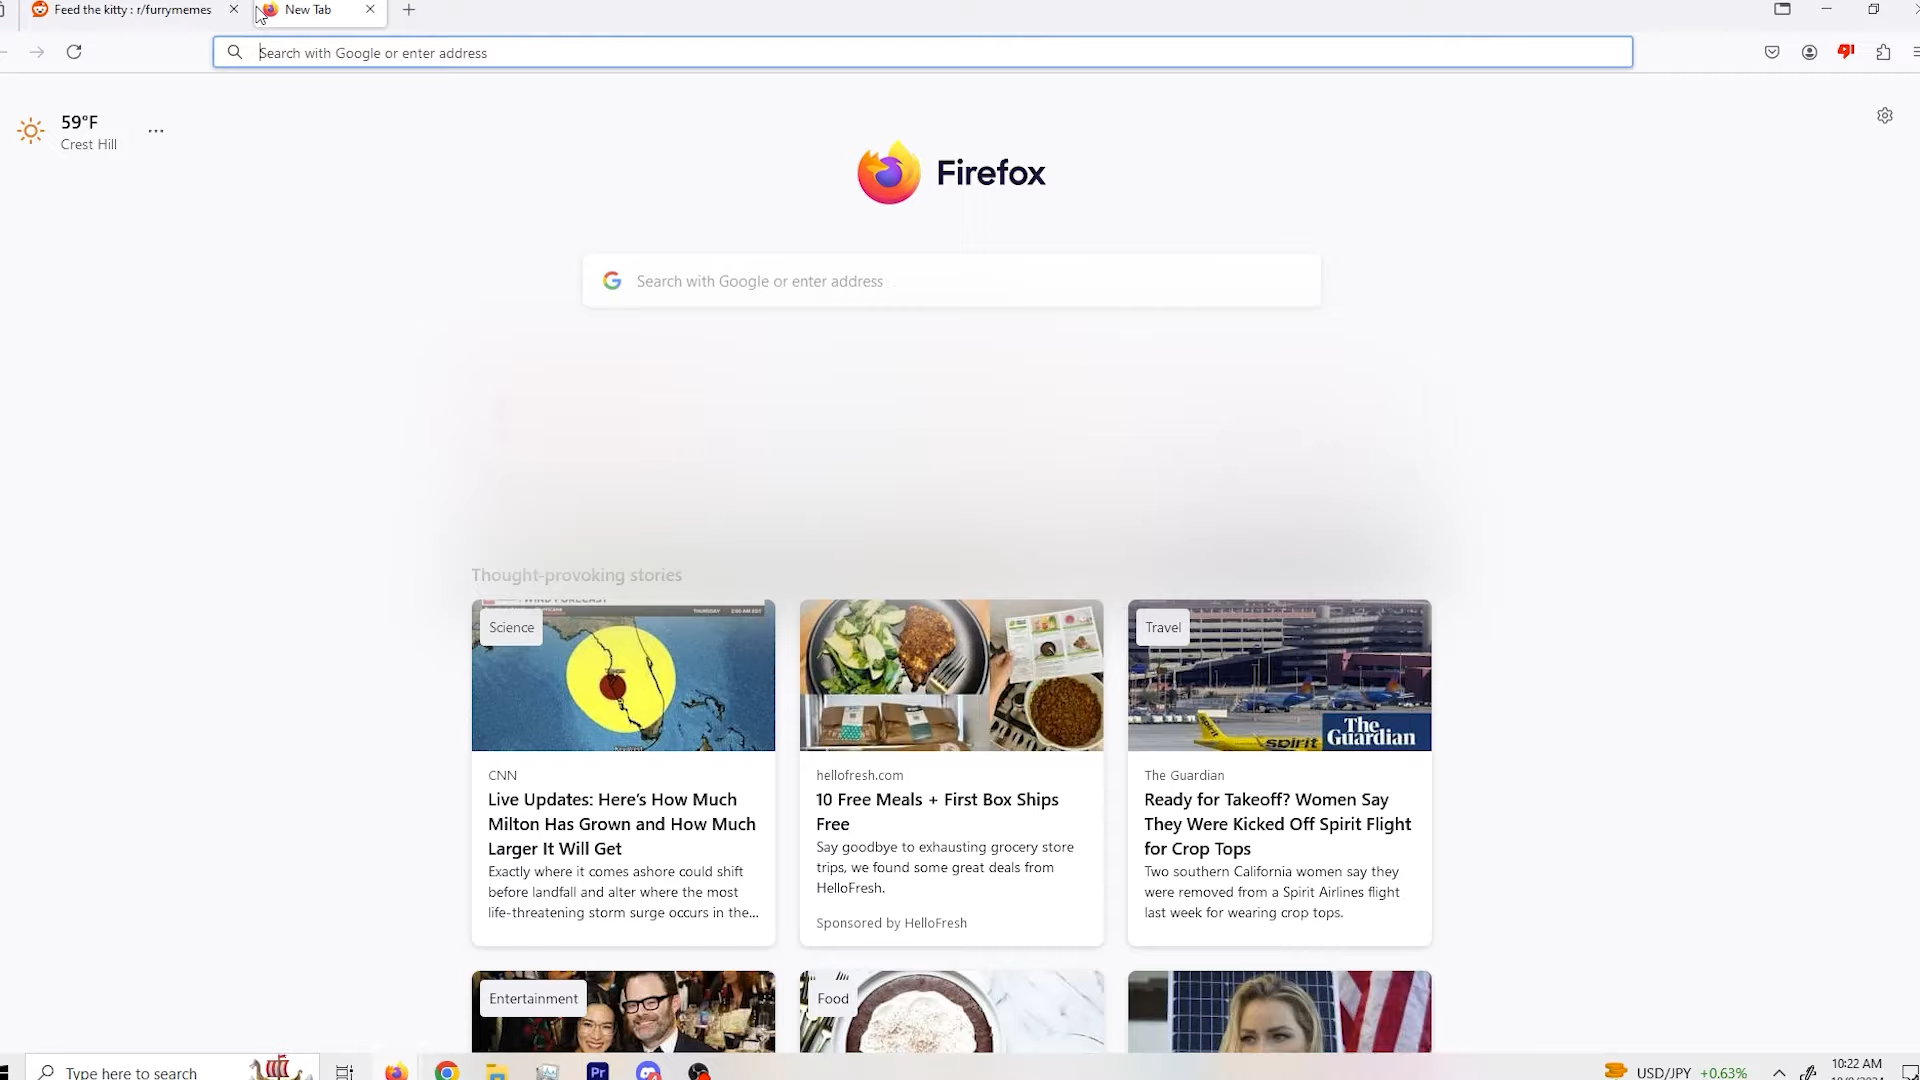 Feed the kitty : r/furrymemes
New Tab
Search with Google or enter address
59°F
Crest Hill
Firefox
Search with Google or enter address
Thought-provoking stories
Science
THURSDAY
2:00 AM EDT
Travel
spirit
The
Guardian
CNN
Live Updates: Here's How Much
Milton Has Grown and How Much
Larger It Will Get
Exactly where it comes ashore could shift
before landfall and alter where the most
life-threatening storm surge occurs in the...
hellofresh.com
10 Free Meals + First Box Ships
Free
Say goodbye to exhausting grocery store
trips, we found some great deals from
HelloFresh.
Sponsored by HelloFresh
The Guardian
Ready for Takeoff? Women Say
They Were Kicked Off Spirit Flight
for Crop Tops
Two southern California women say they
were removed from a Spirit Airlines flight
last week for wearing crop tops.
Entertainment
Food
Type here to search
Pr
USD/JPY +0.63%
10:22 AM